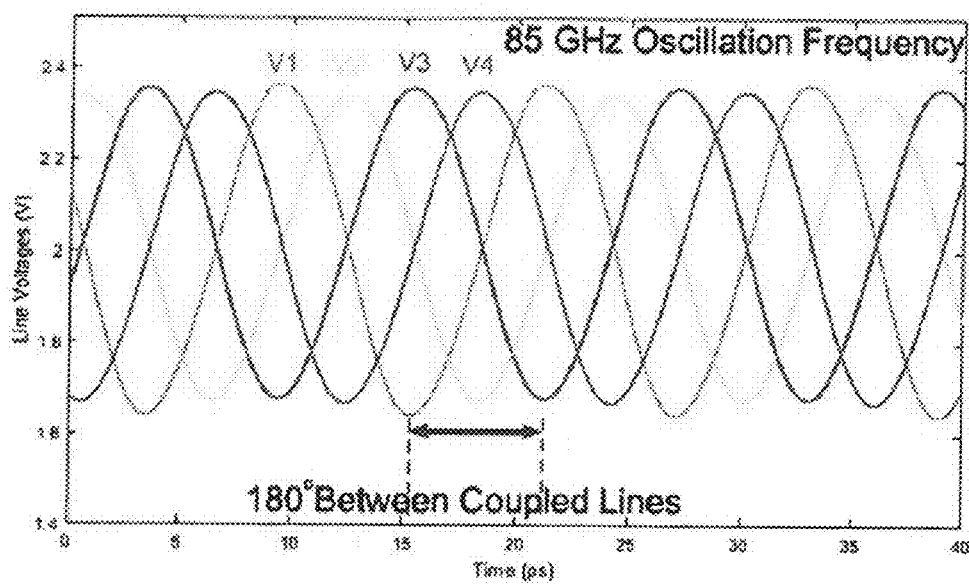 85 GHz Oscillation Frequency
V1 V3 V4
2.4
2.2
2
1.8
1.6
1.4
Line Voltages (V)
180°Between Coupled Lines
0 5 10 15 20 25 30 35 40
Time (ps)